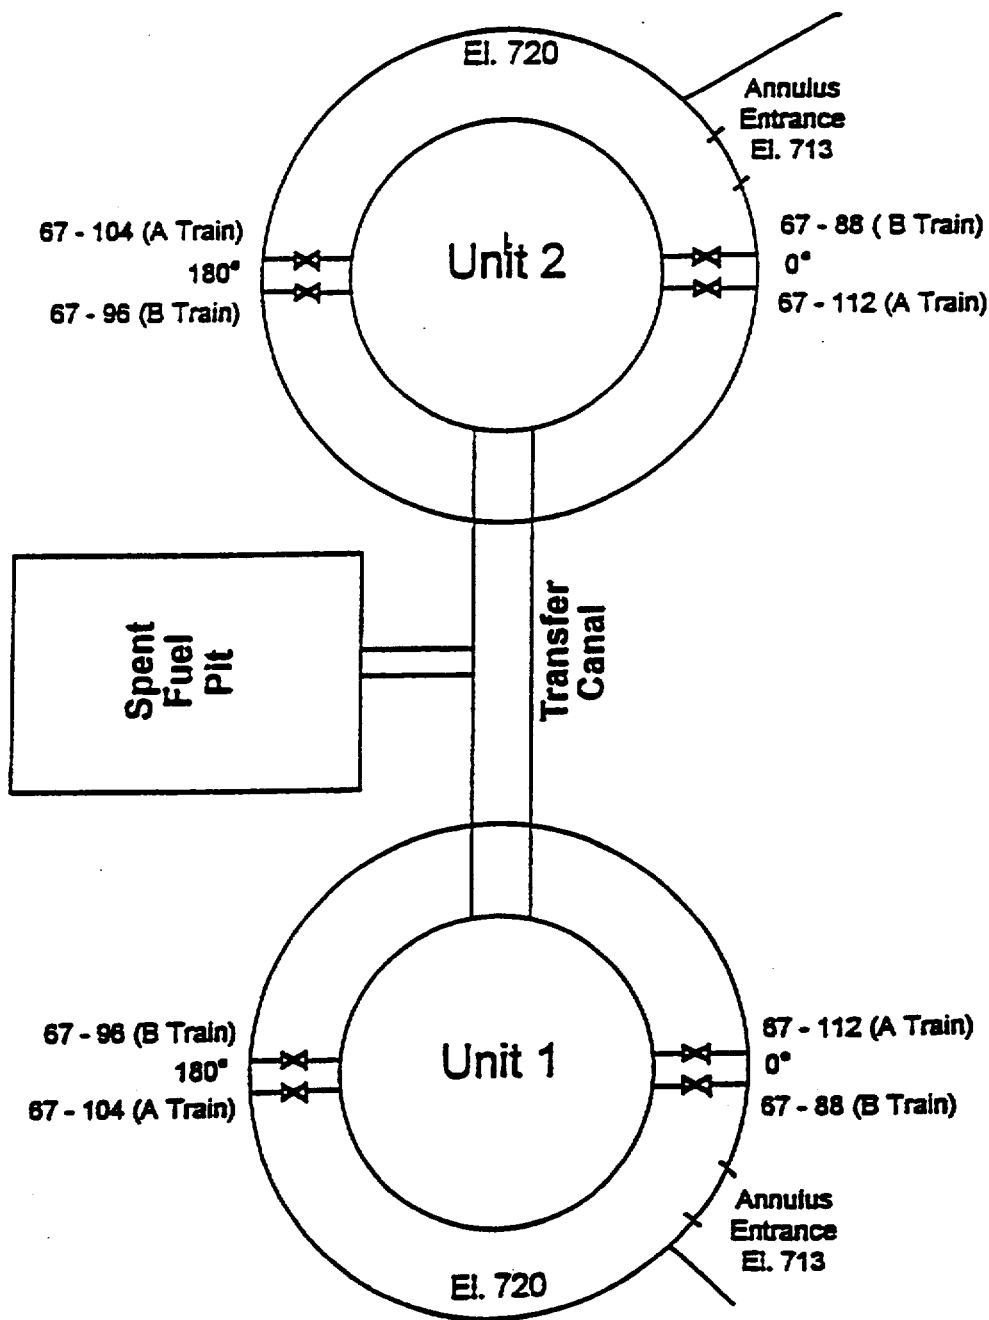 El. 720
Annulus
Entrance
El. 713
67 - 104 (A Train)
180°
67 - 96 (B Train)
Unit 2
67 - 88 ( B Train)
0°
67 - 112 (A Train)
Spent
Fuel
Pit
Transfer
Canal
67 - 96 (B Train)
180°
67 - 104 (A Train)
Unit 1
67 - 112 (A Train)
0°
67 - 88 (B Train)
Annulus
Entrance
El. 713
El. 720